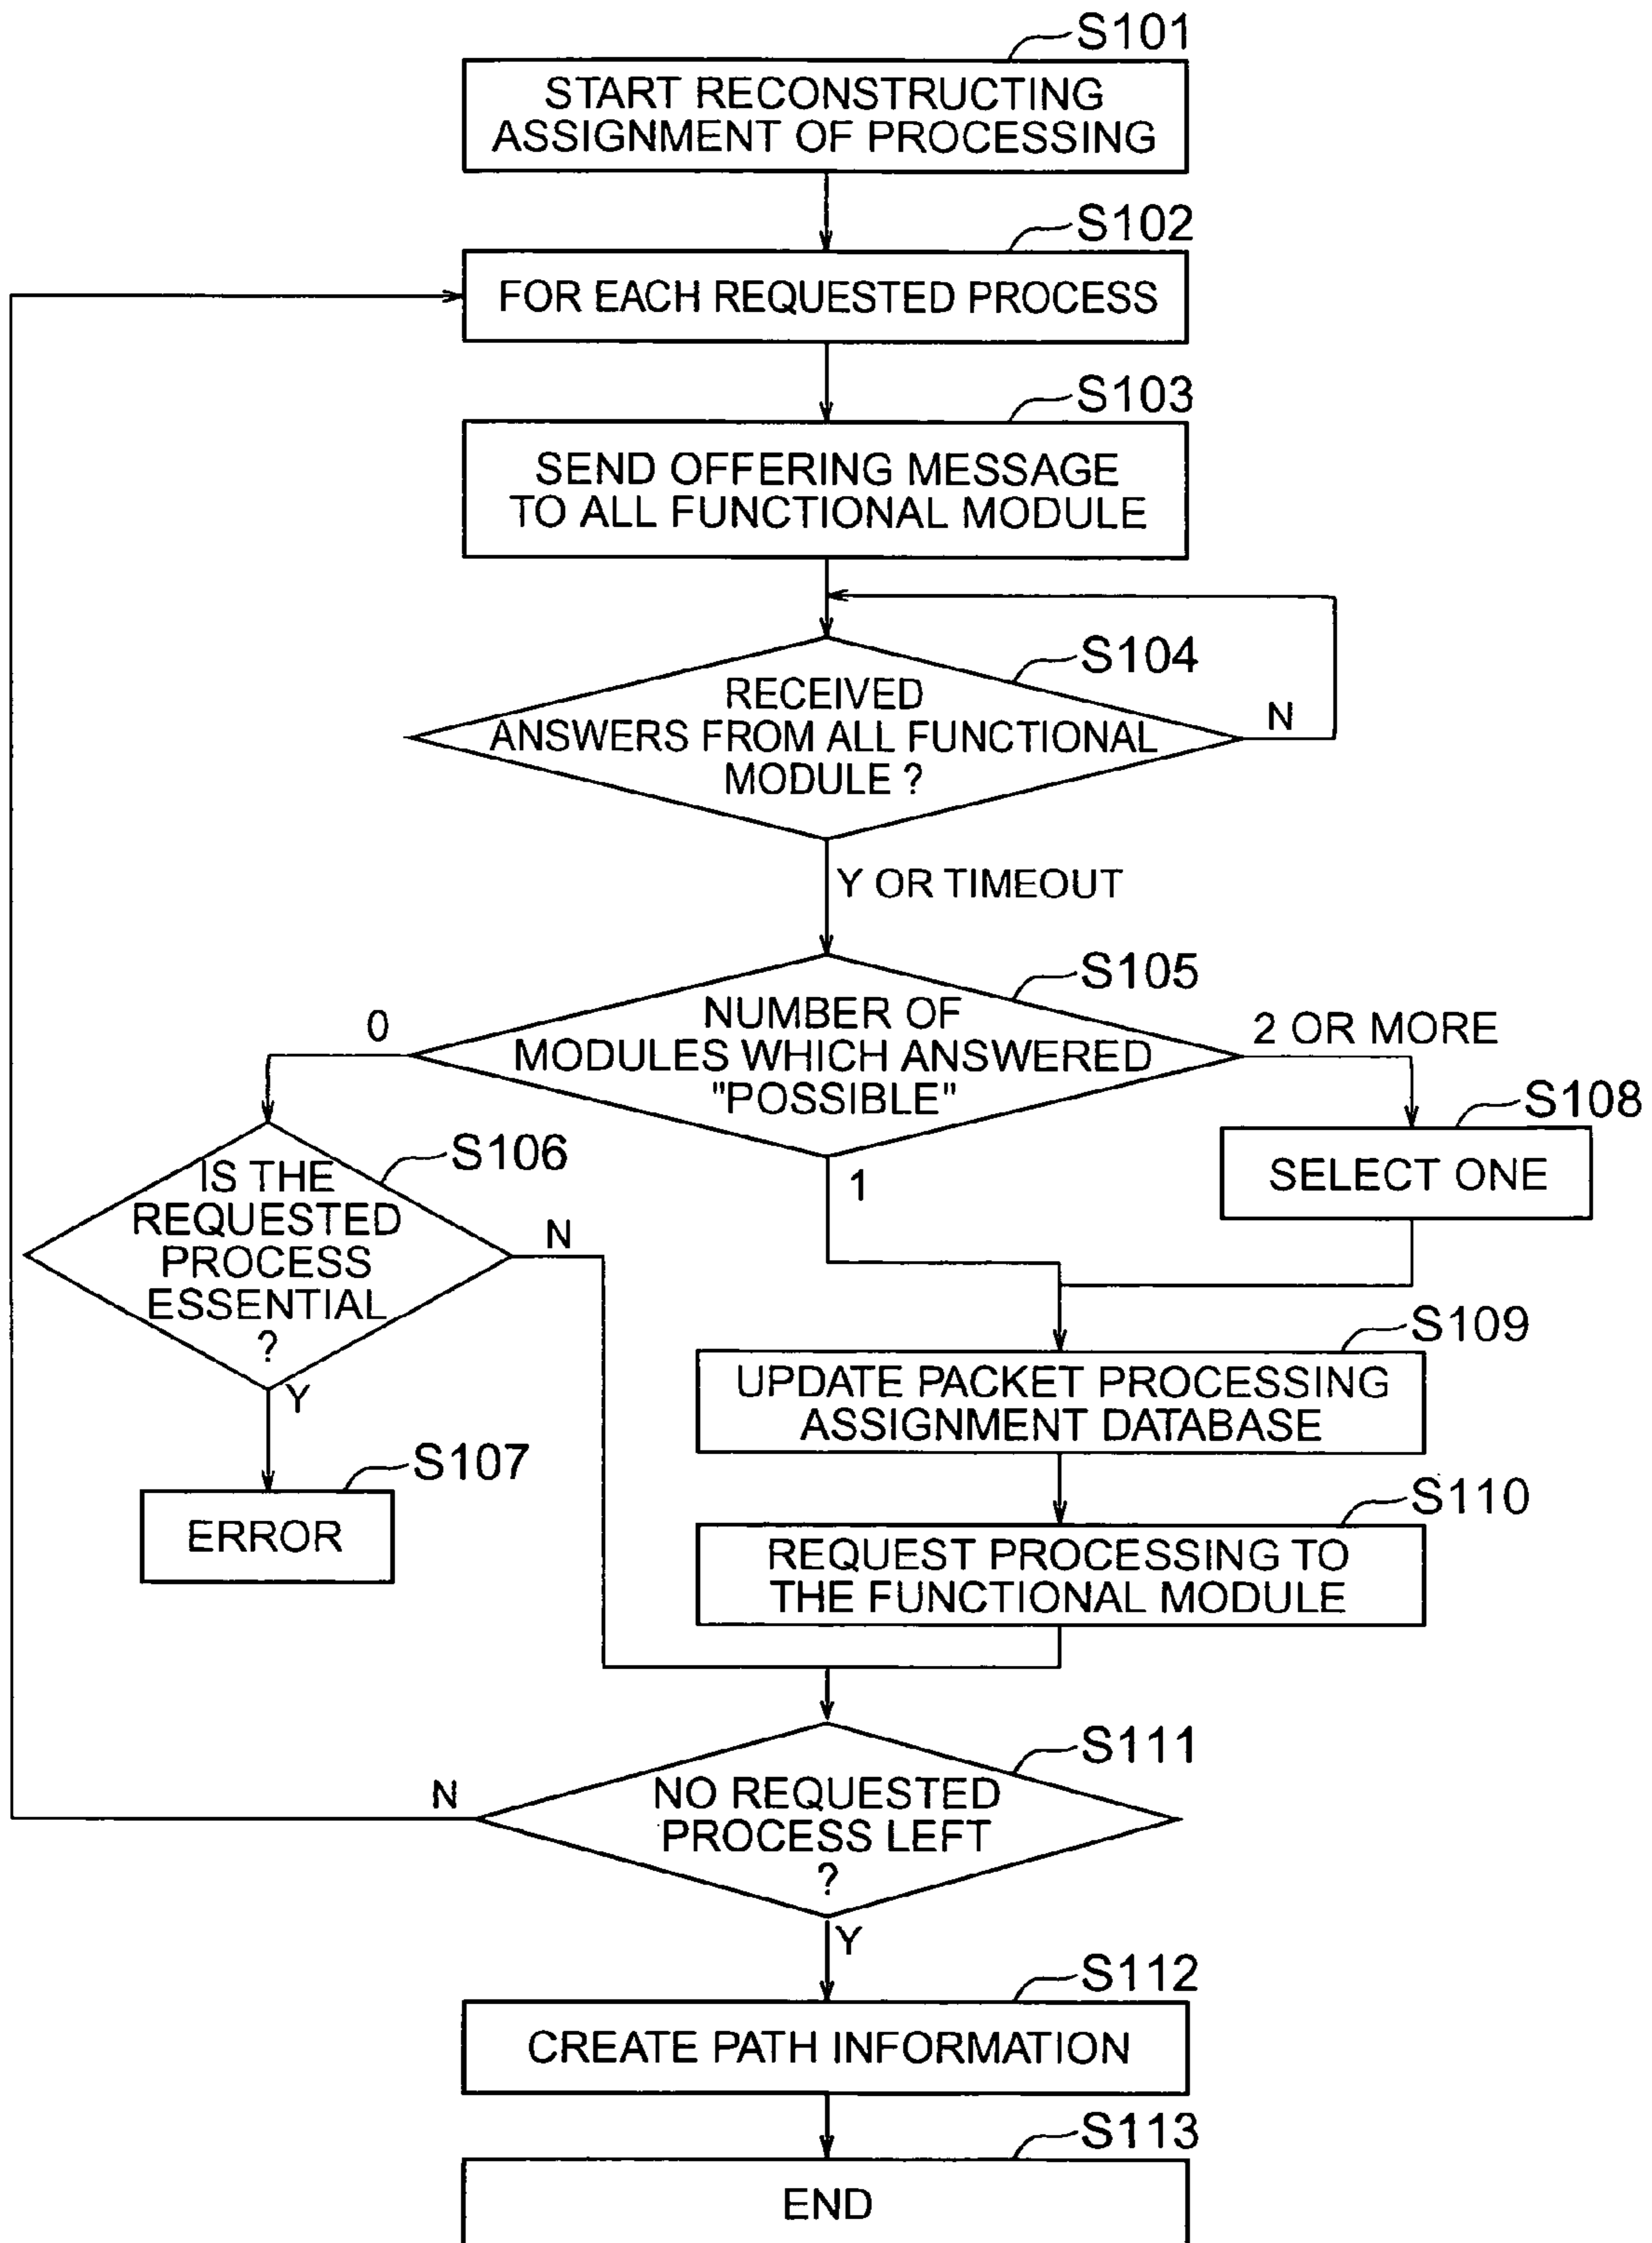 S101
START RECONSTRUCTING
ASSIGNMENT OF PROCESSING
S102
FOR EACH REQUESTED PROCESS
S103
SEND OFFERING MESSAGE
TO ALL FUNCTIONAL MODULE
S104
RECEIVED
ANSWERS FROM ALL FUNCTIONAL
MODULE ?
N
Y OR TIMEOUT
S105
NUMBER OF
MODULES WHICH ANSWERED
"POSSIBLE"
0
2 OR MORE
1
S108
SELECT ONE
S106
IS THE
REQUESTED
PROCESS
ESSENTIAL
?
N
Y
S107
ERROR
S109
UPDATE PACKET PROCESSING
ASSIGNMENT DATABASE
S110
REQUEST PROCESSING TO
THE FUNCTIONAL MODULE
S111
NO REQUESTED
PROCESS LEFT
?
N
Y
S112
CREATE PATH INFORMATION
S113
END